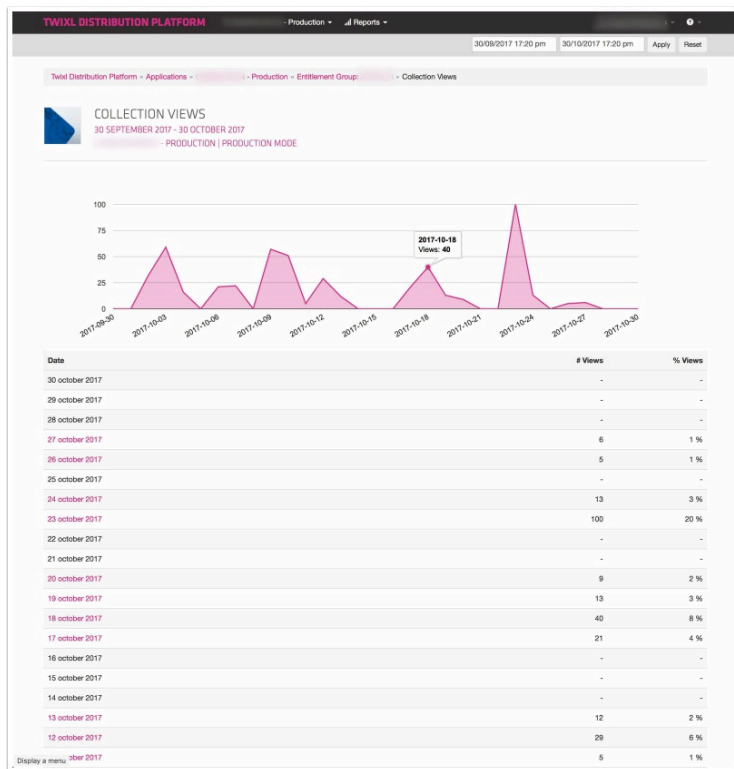 TWIXL DISTRIBUTION PLATFORM - Production Reports
30/09/2017 17:20 pm 30/10/2017 17:20 pm Apply Reset
Twixl Distribution Platform » Applications » - Production » Entitlement Group: » Collection Views
COLLECTION VIEWS
30 SEPTEMBER 2017 - 30 OCTOBER 2017
- PRODUCTION | PRODUCTION MODE
100
75
50
25
0
2017-10-18
Views: 40
2017-09-30 2017-10-03 2017-10-06 2017-10-09 2017-10-12 2017-10-15 2017-10-18 2017-10-21 2017-10-24 2017-10-27 2017-10-30
Date # Views % Views
30 october 2017 - -
29 october 2017 - -
28 october 2017 - -
27 october 2017 6 1 %
26 october 2017 5 1 %
25 october 2017 - -
24 october 2017 13 3 %
23 october 2017 100 20 %
22 october 2017 - -
21 october 2017 - -
20 october 2017 9 2 %
19 october 2017 13 3 %
18 october 2017 40 8 %
17 october 2017 21 4 %
16 october 2017 - -
15 october 2017 - -
14 october 2017 - -
13 october 2017 12 2 %
12 october 2017 29 6 %
Display a menu ober 2017 5 1 %